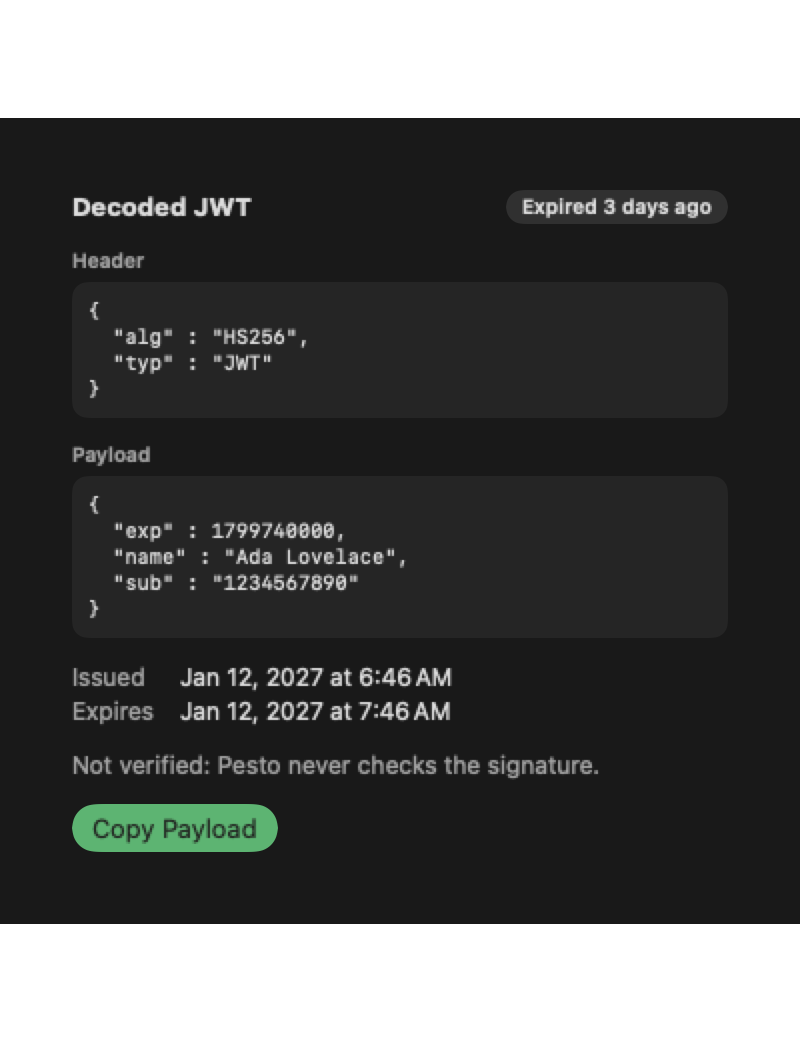 Decoded JWT
Expired 3 days ago
Header
{
  "alg" : "HS256",
  "typ" : "JWT"
}
Payload
{
  "exp" : 1799740000,
  "name" : "Ada Lovelace",
  "sub" : "1234567890"
}
Issued Jan 12, 2027 at 6:46 AM
Expires Jan 12, 2027 at 7:46 AM
Not verified: Pesto never checks the signature.
Copy Payload